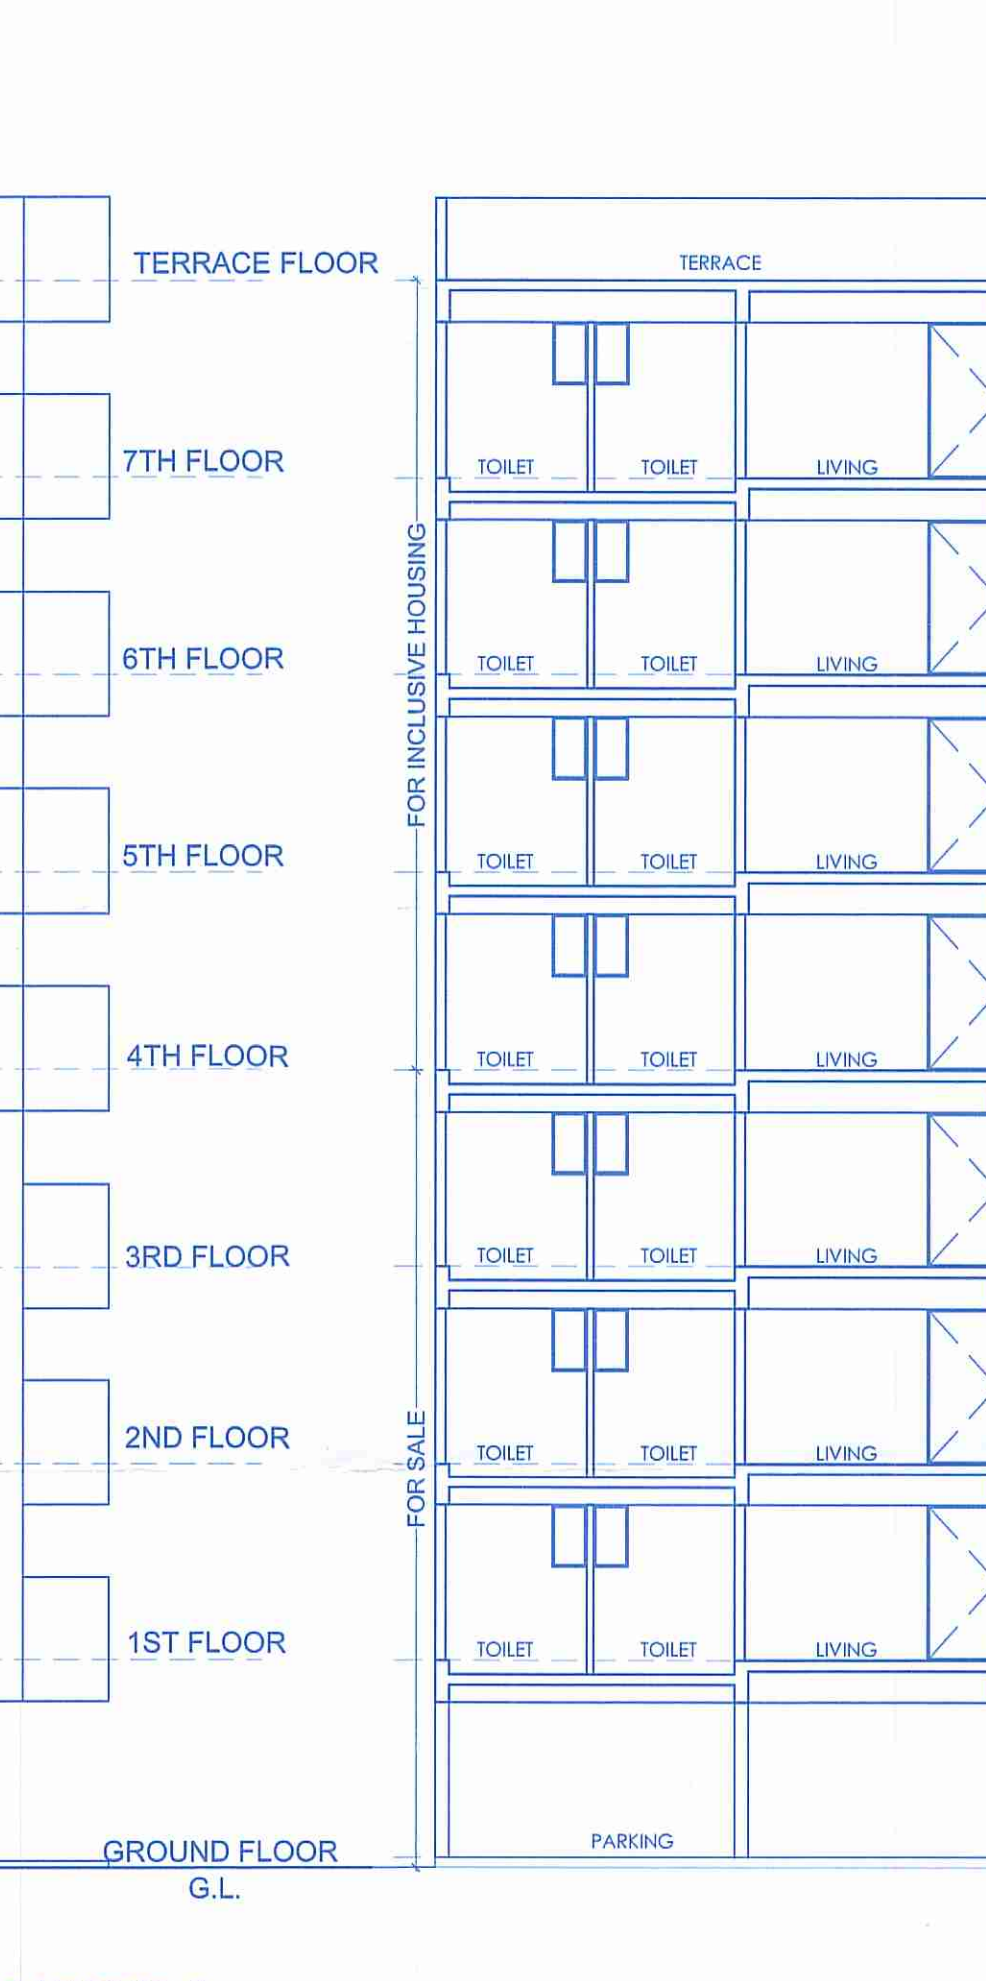 TERRACE FLOOR
TERRACE
7TH FLOOR
TOILET TOILET LIVING
FOR INCLUSIVE HOUSING
6TH FLOOR
TOILET TOILET LIVING
5TH FLOOR
TOILET TOILET LIVING
4TH FLOOR
TOILET TOILET LIVING
3RD FLOOR
TOILET TOILET LIVING
2ND FLOOR
TOILET TOILET LIVING
FOR SALE
1ST FLOOR
TOILET TOILET LIVING
PARKING
GROUND FLOOR
G.L.